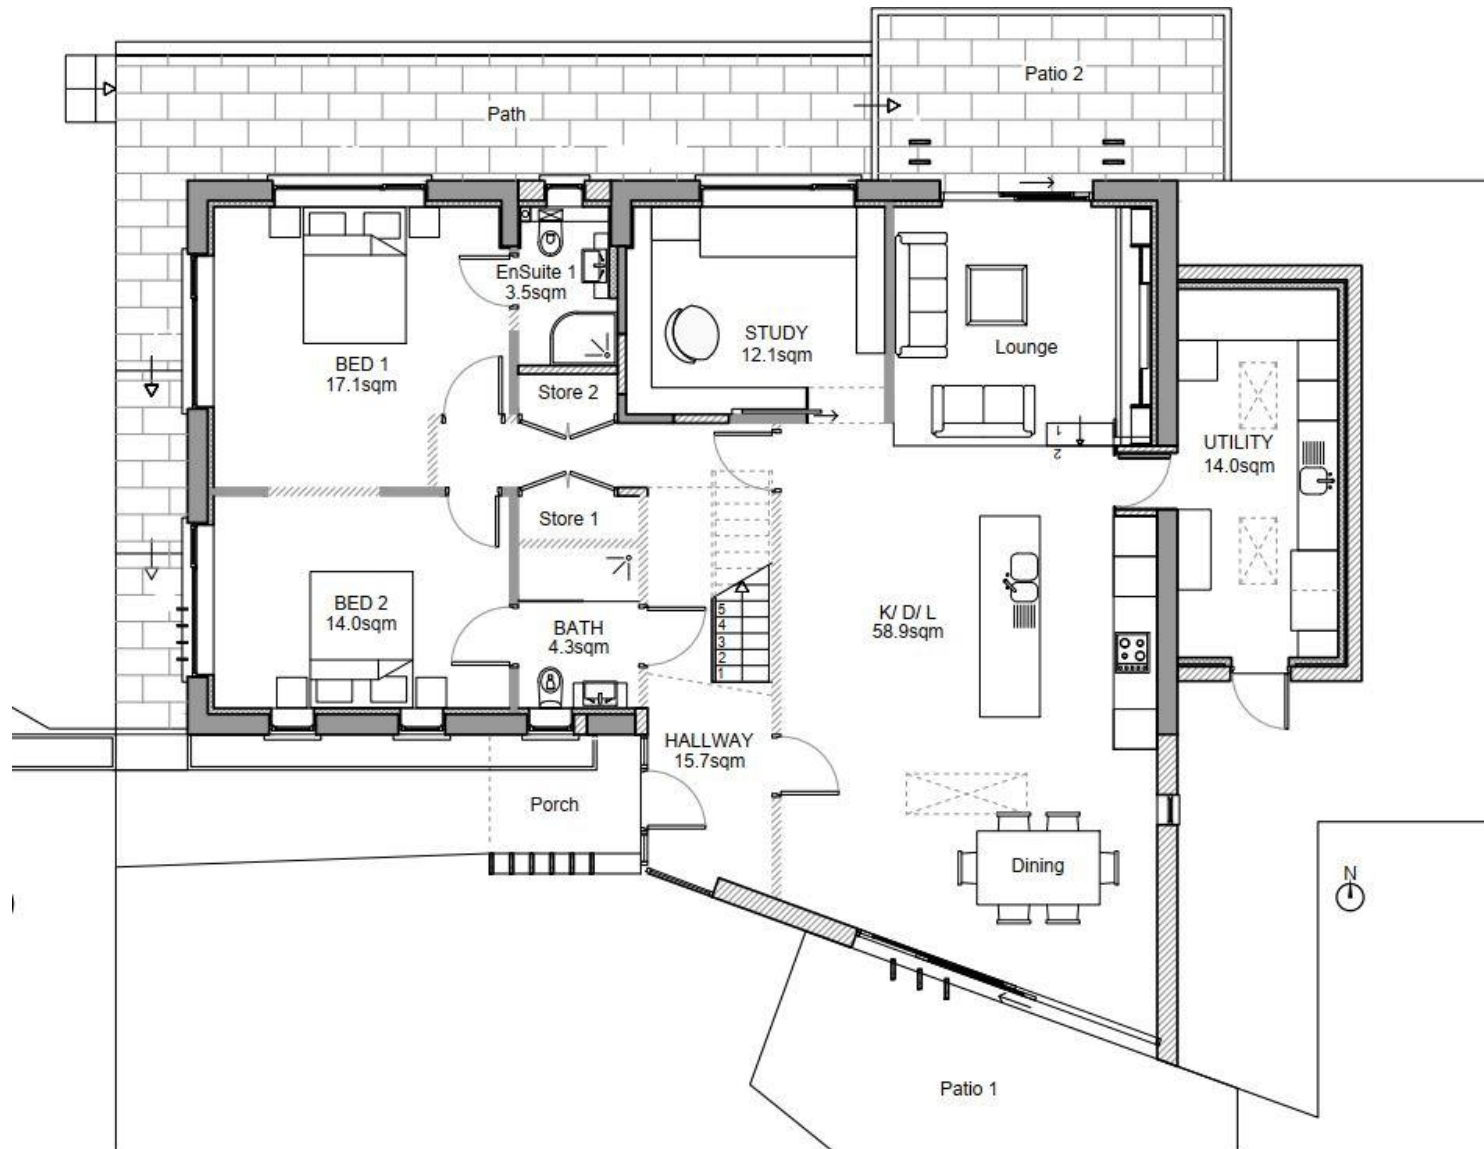 Patio 2
Path
EnSuite 1
3.5sqm
STUDY
12.1sqm
Lounge
BED 1
17.1sqm
Store 2
1
2
UTILITY
14.0sqm
Store 1
BED 2
14.0sqm
BATH
4.3sqm
5
4
3
2
1
K/ D/ L
58.9sqm
HALLWAY
15.7sqm
Porch
Dining
N
Patio 1